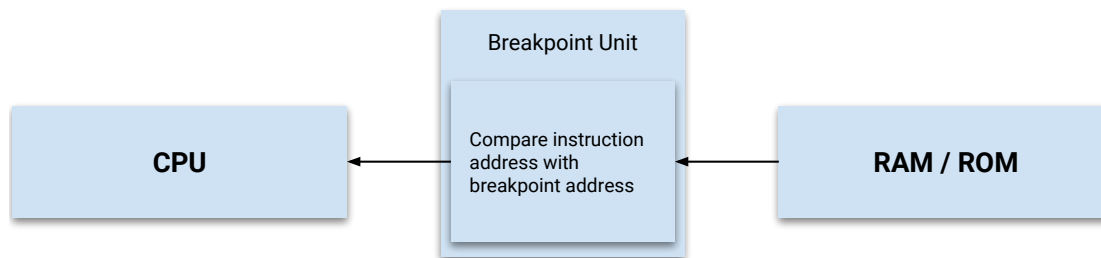 Breakpoint Unit
CPU
Compare instruction
address with
breakpoint address
RAM / ROM